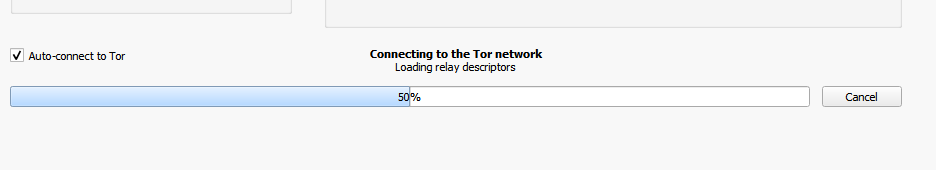 Auto-connect to Tor
Connecting to the Tor network
Loading relay descriptors
50%
Cancel